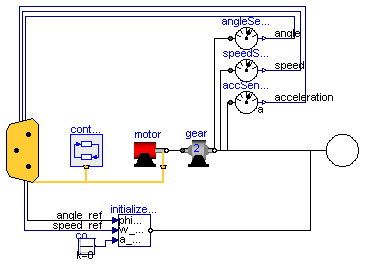 angleSe...
angle
speedS...
speed
accSen...
acceleration
a
cont...
motor
gear
2
initialize...
angle_ref
phi...
speed_ref
w_...
co...
a_...
k=0